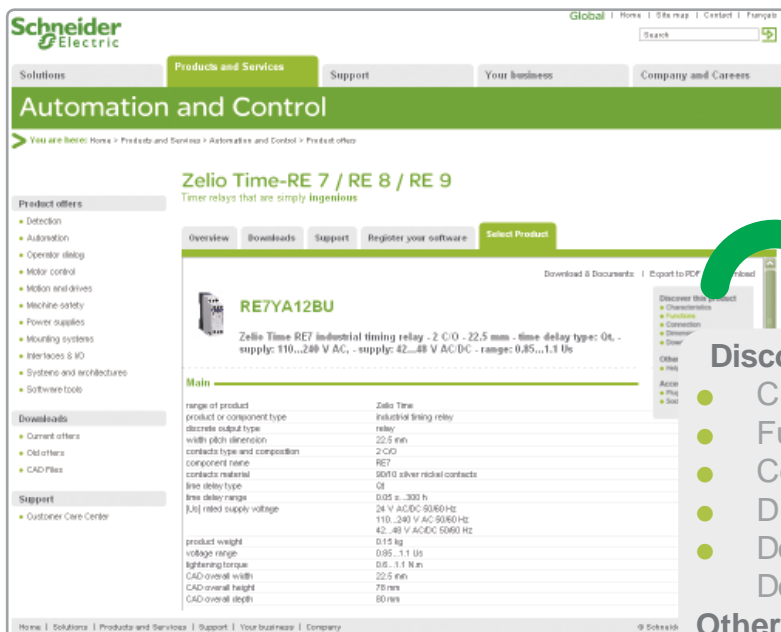 Global | Home | Site map | Contact | Français
Schneider
Electric
Search
Solutions
Products and Services
Support
Your business
Company and Careers
Automation and Control
You are here: Home > Products and Services > Automation and Control > Product offers
Zelio Time-RE 7 / RE 8 / RE 9
Timer relays that are simply ingenious
Product offers
Detection
Automation
Operator dialog
Motor control
Motion and drives
Machine safety
Power supplies
Mounting systems
Interfaces & I/O
Systems and architectures
Software tools
Downloads
Current offers
Old offers
CAD Files
Support
Customer Care Center
Overview
Downloads
Support
Register your software
Select Product
Download & Documents | Export to PDF
RE7YA12BU
Zelio Time RE7 industrial timing relay - 2 C/O - 22.5 mm - time delay type: Qt, -
supply: 110...240 V AC, - supply: 42...48 V AC/DC - range: 0.85...1.1 Us
Main
range of product Zelio Time
product or component type industrial timing relay
discrete output type relay
width pitch dimension 22.5 mm
contacts type and composition 2 C/O
component name RE7
contacts material 90/10 silver nickel contacts
time delay type Qt
time delay range 0.05 s...300 h
[Us] rated supply voltage 24 V AC/DC 50/60 Hz
110...240 V AC 50/60 Hz
42...48 V AC/DC 50/60 Hz
product weight 0.15 kg
voltage range 0.85...1.1 Us
tightening torque 0.6...1.1 N.m
CAD overall width 22.5 mm
CAD overall height 78 mm
CAD overall depth 80 mm
Discover this product
Characteristics
Functions
Connection
Other
Home | Solutions | Products and Services | Support | Your business | Company